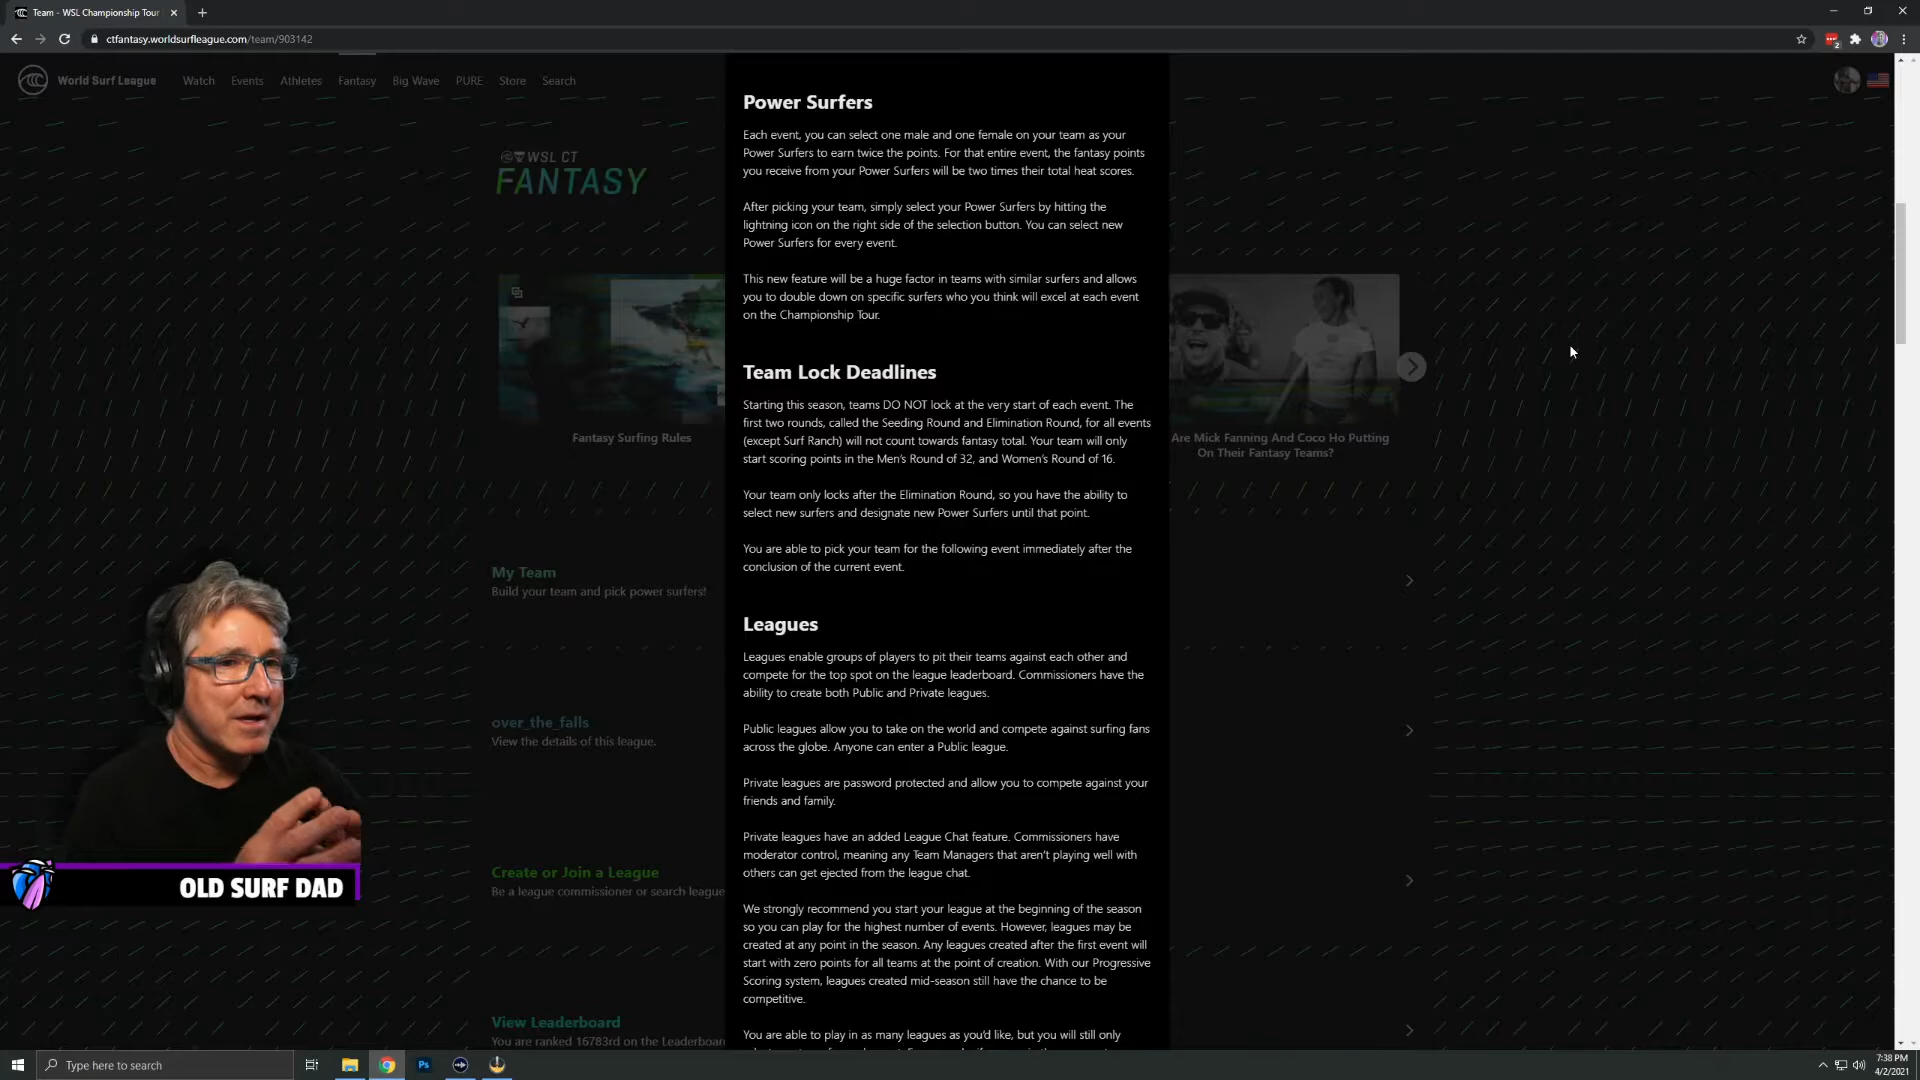 Team - WSL Championship Tour
ctfantasy.worldsurfleague.com/team/903142
2
World Surf League Watch Events Athletes Fantasy Big Wave PURE Store Search
WSL CT
FANTASY
Power Surfers
Each event, you can select one male and one female on your team as your
Power Surfers to earn twice the points. For that entire event, the fantasy points
you receive from your Power Surfers will be two times their total heat scores.
After picking your team, simply select your Power Surfers by hitting the
lightning icon on the right side of the selection button. You can select new
Power Surfers for every event.
This new feature will be a huge factor in teams with similar surfers and allows
you to double down on specific surfers who you think will excel at each event
on the Championship Tour.
Team Lock Deadlines
Starting this season, teams DO NOT lock at the very start of each event. The
first two rounds, called the Seeding Round and Elimination Round, for all events
(except Surf Ranch) will not count towards fantasy total. Your team will only
start scoring points in the Men's Round of 32, and Women's Round of 16.
Your team only locks after the Elimination Round, so you have the ability to
select new surfers and designate new Power Surfers until that point.
You are able to pick your team for the following event immediately after the
conclusion of the current event.
Leagues
Leagues enable groups of players to pit their teams against each other and
compete for the top spot on the league leaderboard. Commissioners have the
ability to create both Public and Private leagues.
Public leagues allow you to take on the world and compete against surfing fans
across the globe. Anyone can enter a Public league.
Private leagues are password protected and allow you to compete against your
friends and family.
Private leagues have an added League Chat feature. Commissioners have
moderator control, meaning any Team Managers that aren't playing well with
others can get ejected from the league chat.
We strongly recommend you start your league at the beginning of the season
so you can play for the highest number of events. However, leagues may be
created at any point in the season. Any leagues created after the first event will
start with zero points for all teams at the point of creation. With our Progressive
Scoring system, leagues created mid-season still have the chance to be
competitive.
You are able to play in as many leagues as you'd like, but you will still only
Fantasy Surfing Rules
Are Mick Fanning And Coco Ho Putting
On Their Fantasy Teams?
My Team
Build your team and pick power surfers!
over_the_falls
View the details of this league.
Create or Join a League
Be a league commissioner or search league
View Leaderboard
You are ranked 16783rd on the Leaderboar
OLD SURF DAD
Type here to search
Ps
7:38 PM
4/2/2021